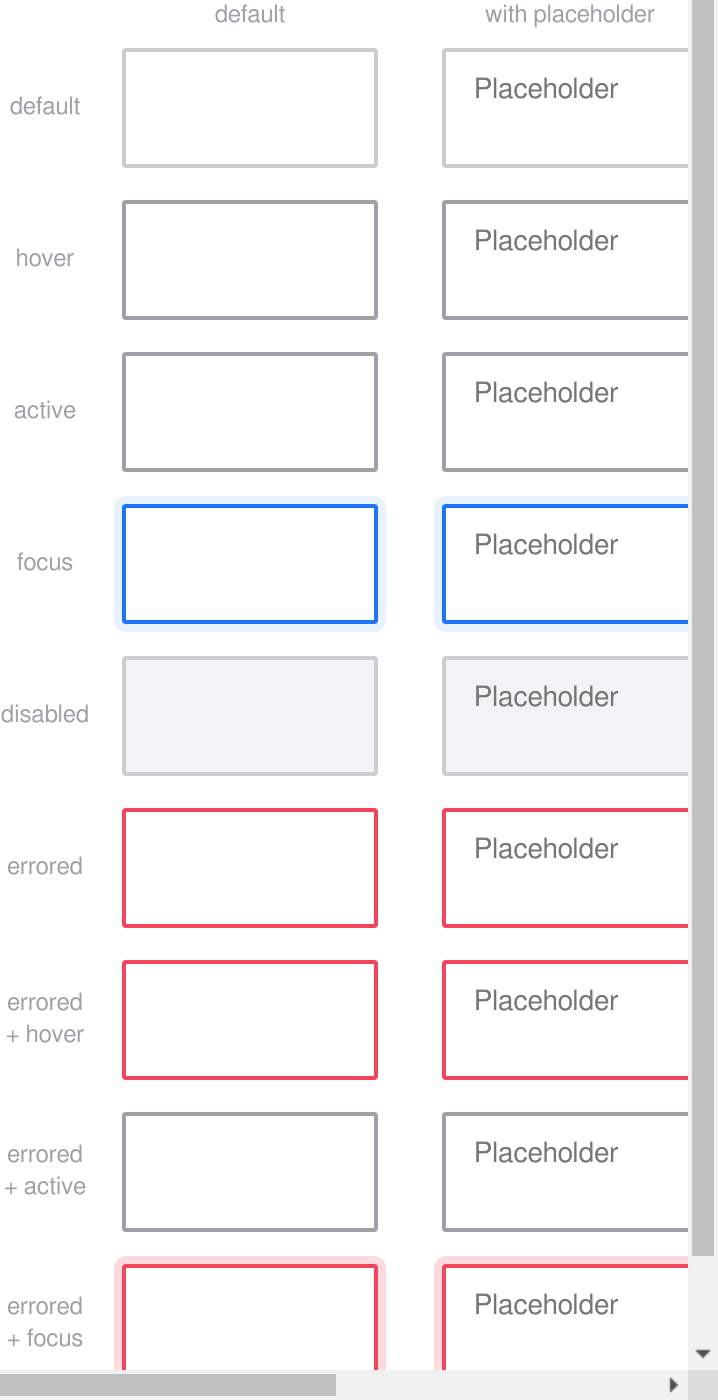 default with placeholder
default Placeholder
hover Placeholder
active Placeholder
focus Placeholder
disabled Placeholder
errored Placeholder
errored
+ hover
Placeholder
errored
+ active
Placeholder
errored
+ focus
Placeholder